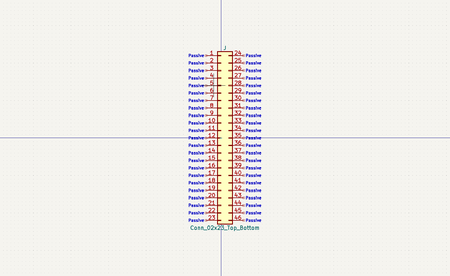 J
Passive 1 24 Passive
Passive 2 25 Passive
Passive 3 26 Passive
Passive 4 27 Passive
Passive 5 28 Passive
Passive 6 29 Passive
Passive 7 30 Passive
Passive 8 31 Passive
Passive 9 32 Passive
Passive 10 33 Passive
Passive 11 34 Passive
Passive 12 35 Passive
Passive 13 36 Passive
Passive 14 37 Passive
Passive 15 38 Passive
Passive 16 39 Passive
Passive 17 40 Passive
Passive 18 41 Passive
Passive 19 42 Passive
Passive 20 43 Passive
Passive 21 44 Passive
Passive 22 45 Passive
Passive 23 46 Passive
Conn_02x23_Top_Bottom